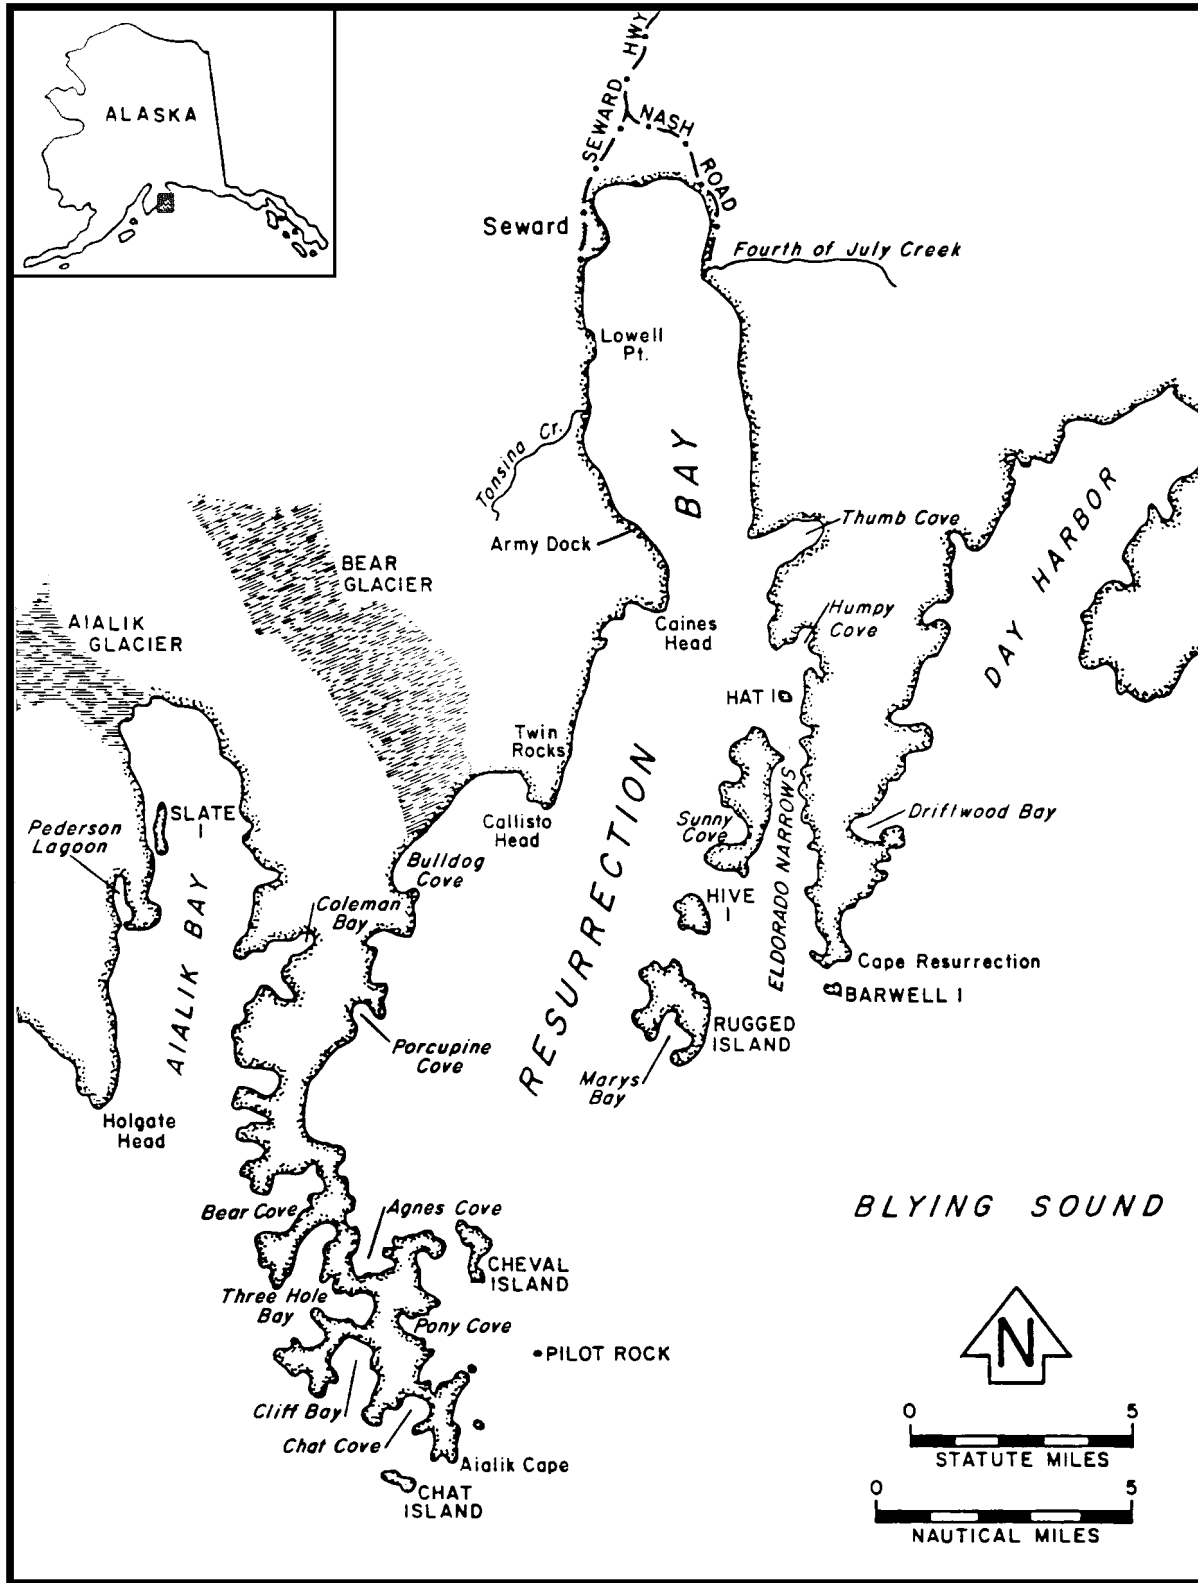 ALASKA
SEWARD HWY
NASH ROAD
Seward
Fourth of July Creek
Lowell
Pt.
Tonsina Cr.
BAY
Thumb Cove
Army Dock
DAY HARBOR
BEAR
GLACIER
AIALIK
GLACIER
Caines
Head
Humpy
Cove
HAT I
Twin
Rocks
RESURRECTION
ELDORADO NARROWS
SLATE
I
Pederson
Lagoon
Callisto
Head
Sunny
Cove
Driftwood Bay
Bulldog
Cove
HIVE
I
Coleman
Bay
AIALIK BAY
Cape Resurrection
BARWELL I
RUGGED
ISLAND
Porcupine
Cove
Marys
Bay
Holgate
Head
Bear Cove
Agnes Cove
BLYING SOUND
CHEVAL
ISLAND
Three Hole
Bay
Pony Cove
PILOT ROCK
N
Cliff Bay
Chat Cove
Aialik Cape
CHAT
ISLAND
0 5
STATUTE MILES
0 5
NAUTICAL MILES